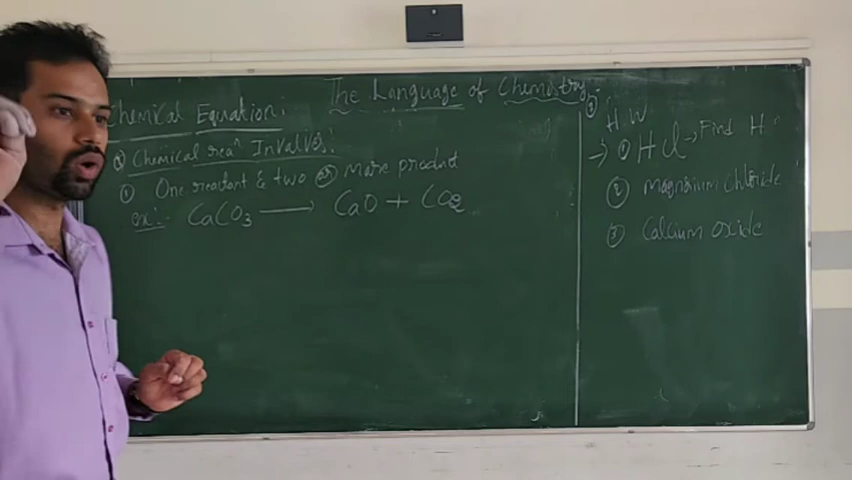 The Language of Chemistry:
Chemical Equation:
Chemical rea^n Involves:
① One reactant & two or More product
ex:- CaCO₃ → CaO + CO₂
H.W
→ ① HCl → Find H
② Magnesium Chloride
③ Calcium oxide